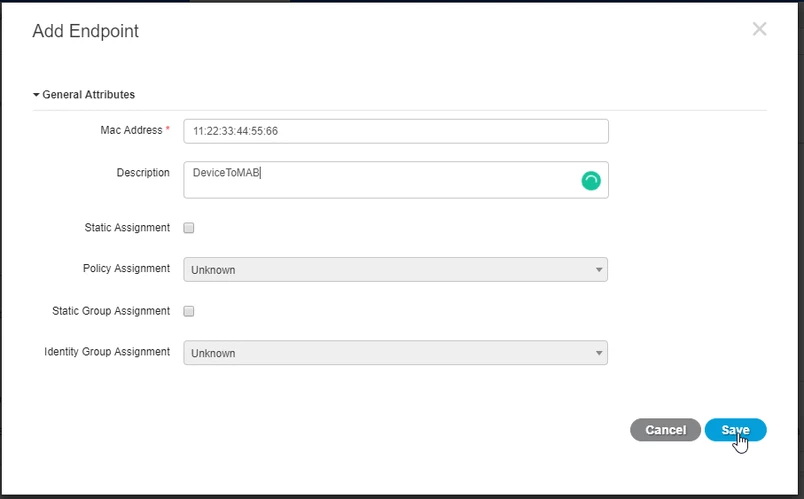 Add Endpoint
General Attributes
Mac Address * 11:22:33:44:55:66
Description DeviceToMAB
Static Assignment
Policy Assignment Unknown
Static Group Assignment
Identity Group Assignment Unknown
Cancel Save